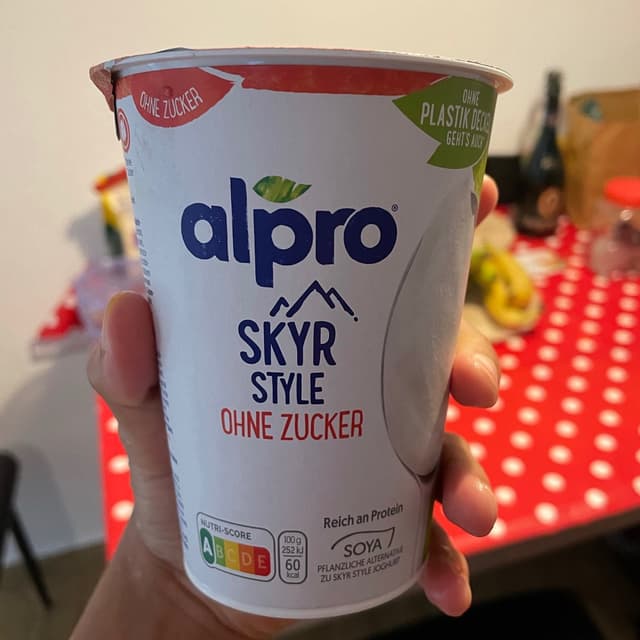 OHNE ZUCKER
OHNE
PLASTIK DECKEL
GEHT'S AUCH
alpro®
SKYR
STYLE
OHNE ZUCKER
NUTRI-SCORE
A B C D E
100 g
252 kJ
60
kcal
Reich an Protein
SOYA
PFLANZLICHE ALTERNATIVE
ZU SKYR STYLE JOGHURT